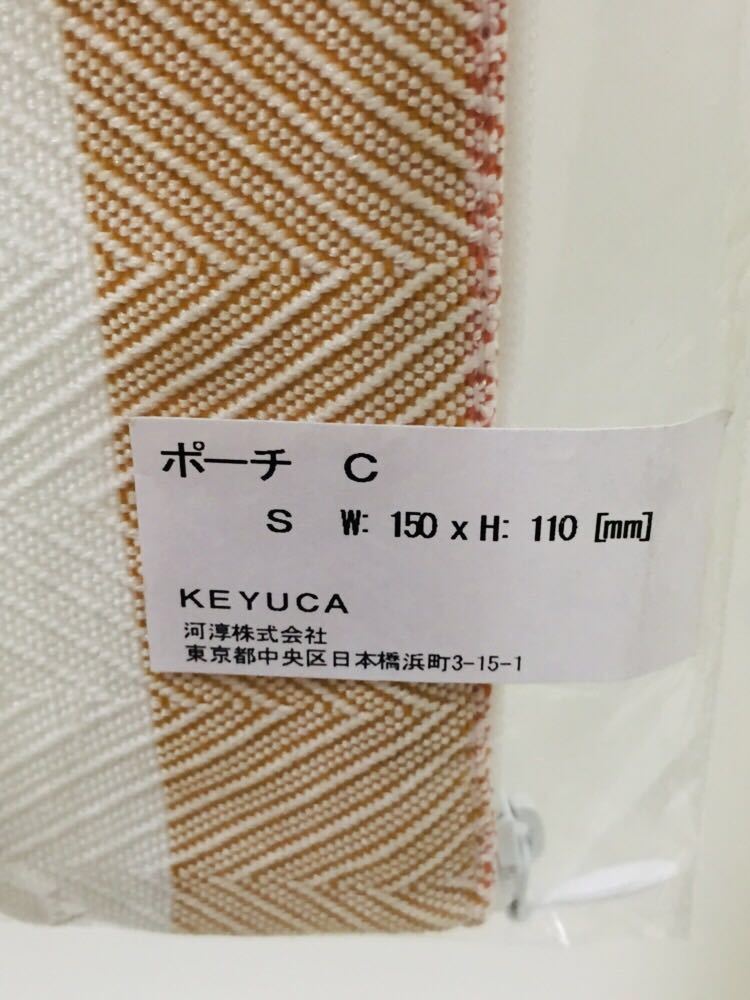 ポーチ C
S W: 150 x H: 110 [mm]
KEYUCA
河淳株式会社
東京都中央区日本橋浜町3-15-1